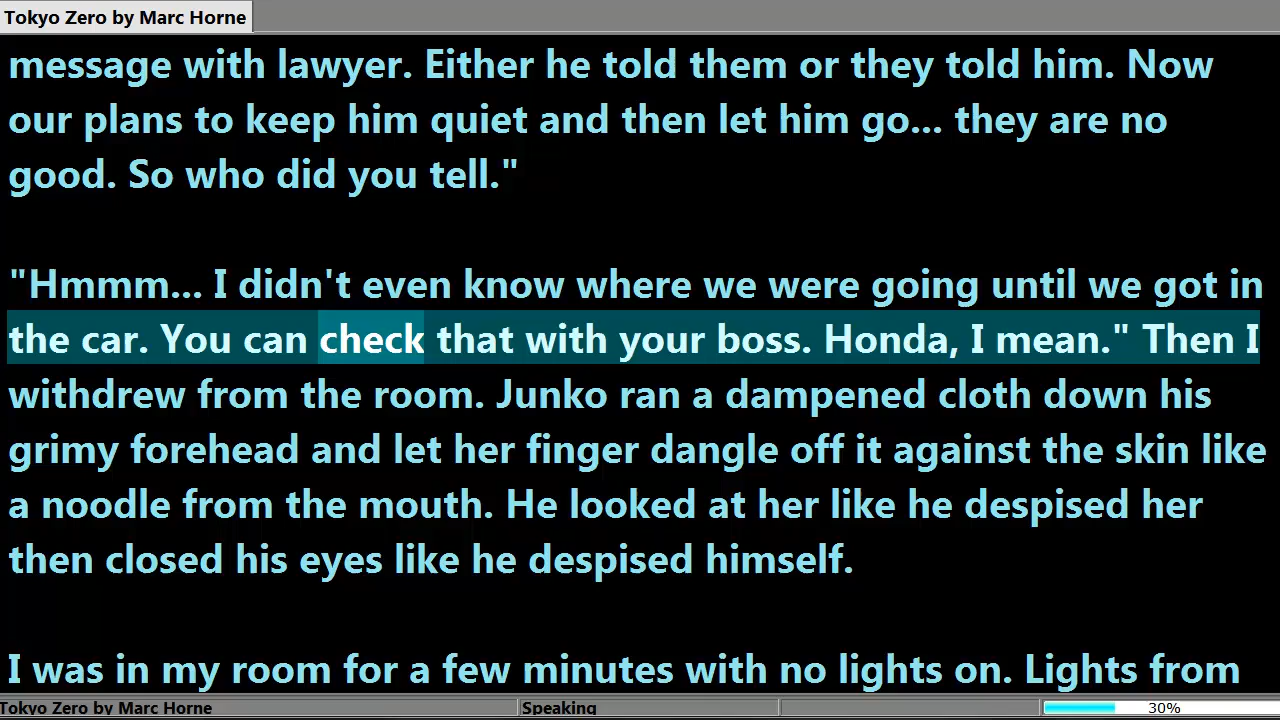 Tokyo Zero by Marc Horne
message with lawyer. Either he told them or they told him. Now
our plans to keep him quiet and then let him go... they are no
good. So who did you tell."
"Hmmm... I didn't even know where we were going until we got in
the car. You can check that with your boss. Honda, I mean." Then I
withdrew from the room. Junko ran a dampened cloth down his
grimy forehead and let her finger dangle off it against the skin like
a noodle from the mouth. He looked at her like he despised her
then closed his eyes like he despised himself.
I was in my room for a few minutes with no lights on. Lights from
Tokyo Zero by Marc Horne
Speaking
30%